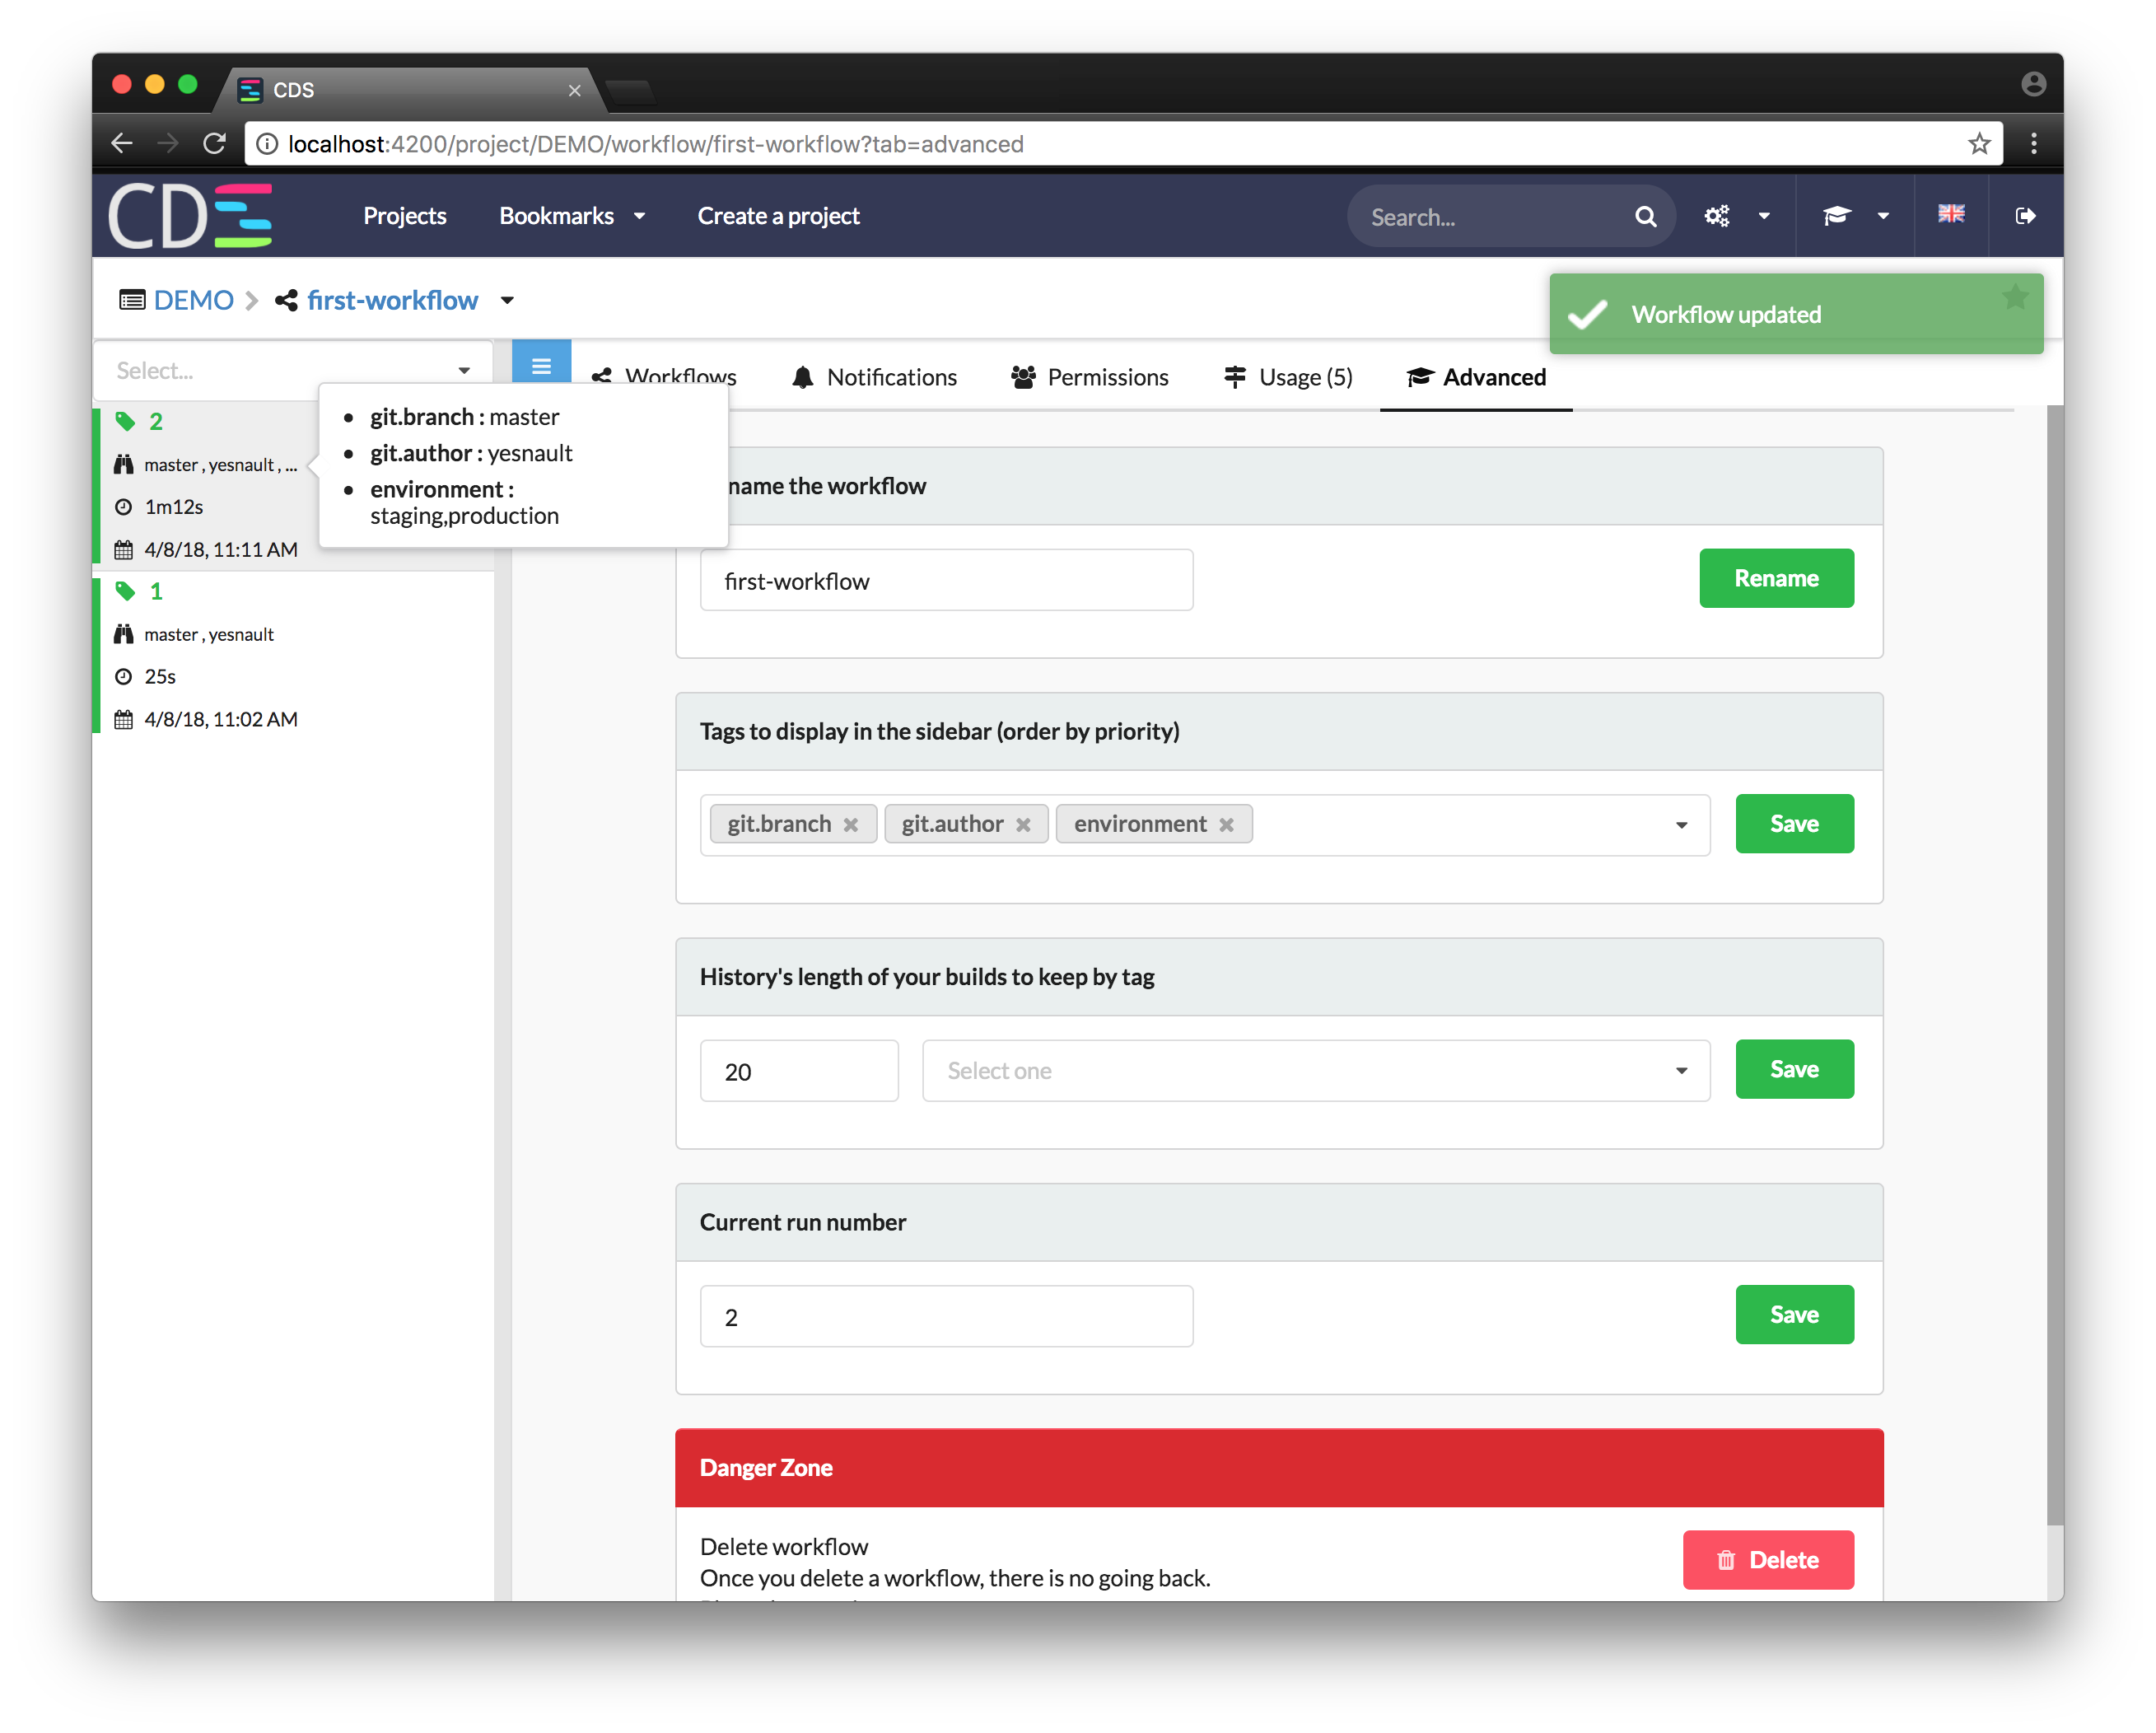 CDS
localhost:4200/project/DEMO/workflow/first-workflow?tab=advanced
CD
Projects
Bookmarks
Create a project
Search...
DEMO
first-workflow
Workflow updated
Select...
Workflows
Notifications
Permissions
Usage (5)
Advanced
2
master , yesnault , ...
1m12s
4/8/18, 11:11 AM
git.branch : master
git.author : yesnault
environment :
staging,production
1
master , yesnault
25s
4/8/18, 11:02 AM
name the workflow
first-workflow
Rename
Tags to display in the sidebar (order by priority)
git.branch
git.author
environment
Save
History's length of your builds to keep by tag
20
Select one
Save
Current run number
2
Save
Danger Zone
Delete workflow
Once you delete a workflow, there is no going back.
Delete